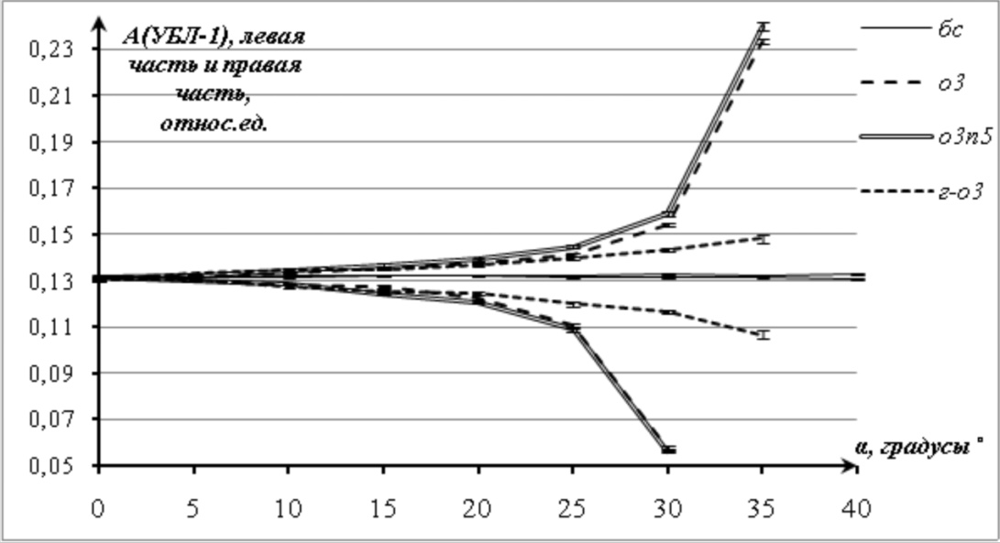 A(УБЛ-1), левая
часть и правая
часть,
относ.ед.
0,23
0,21
0,19
0,17
0,15
0,13
0,11
0,09
0,07
0,05
0 5 10 15 20 25 30 35 40
α, градусы °
бс
о3
о3п5
г-о3